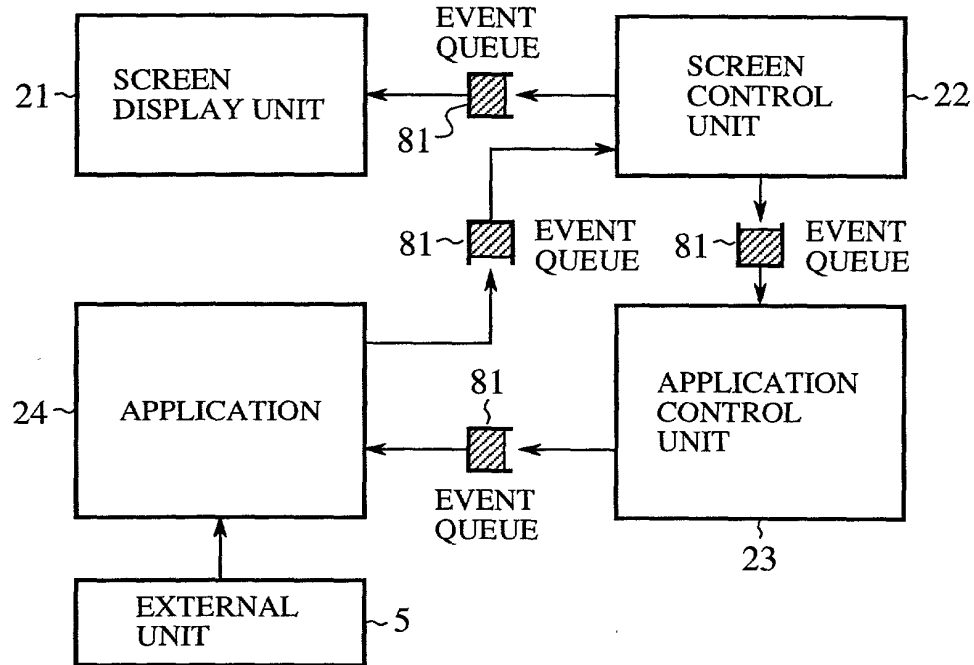 EVENT
QUEUE
21
SCREEN
DISPLAY UNIT
81
SCREEN
CONTROL
UNIT
22
81
EVENT
QUEUE
81
EVENT
QUEUE
24
APPLICATION
81
EVENT
QUEUE
APPLICATION
CONTROL
UNIT
23
EXTERNAL
UNIT
5